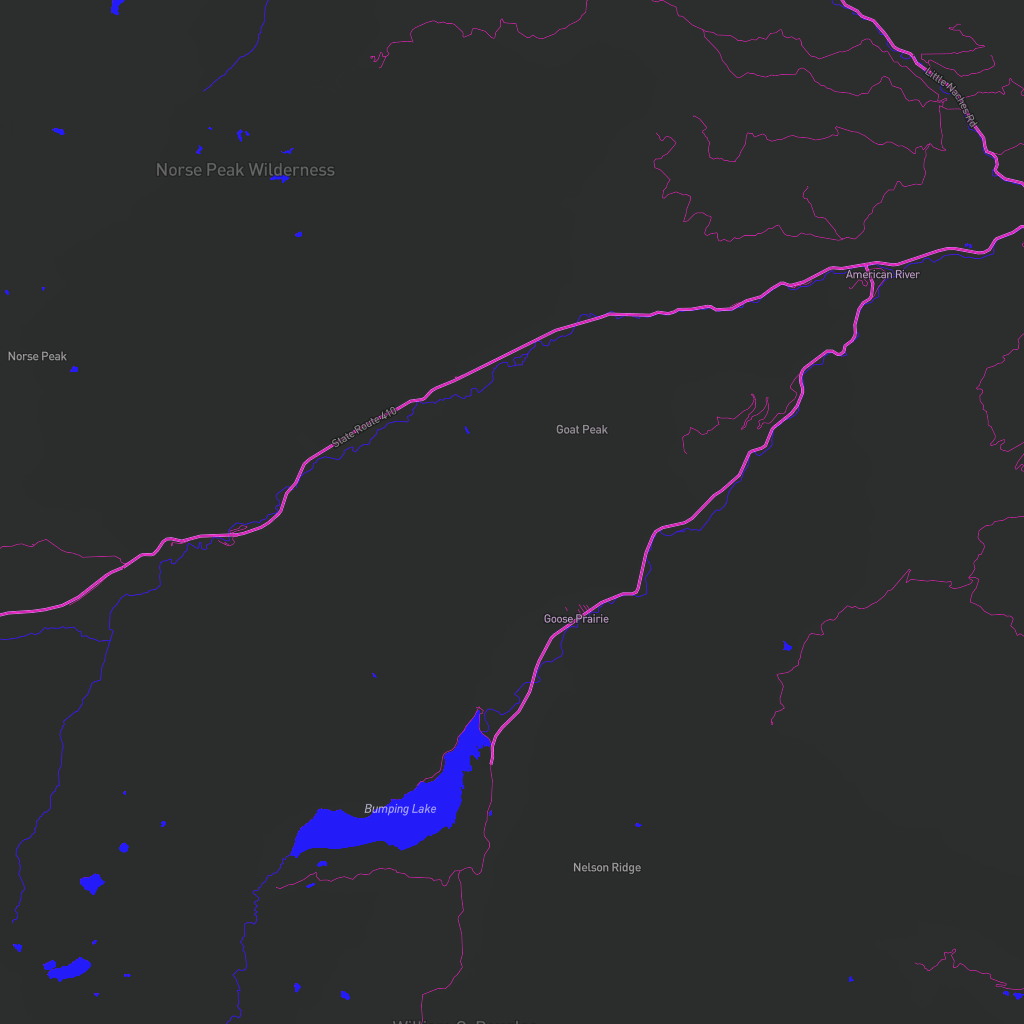 Little Naches Rd
Norse Peak Wilderness
American River
Norse Peak
State Route 410
Goat Peak
Goose Prairie
Bumping Lake
Nelson Ridge